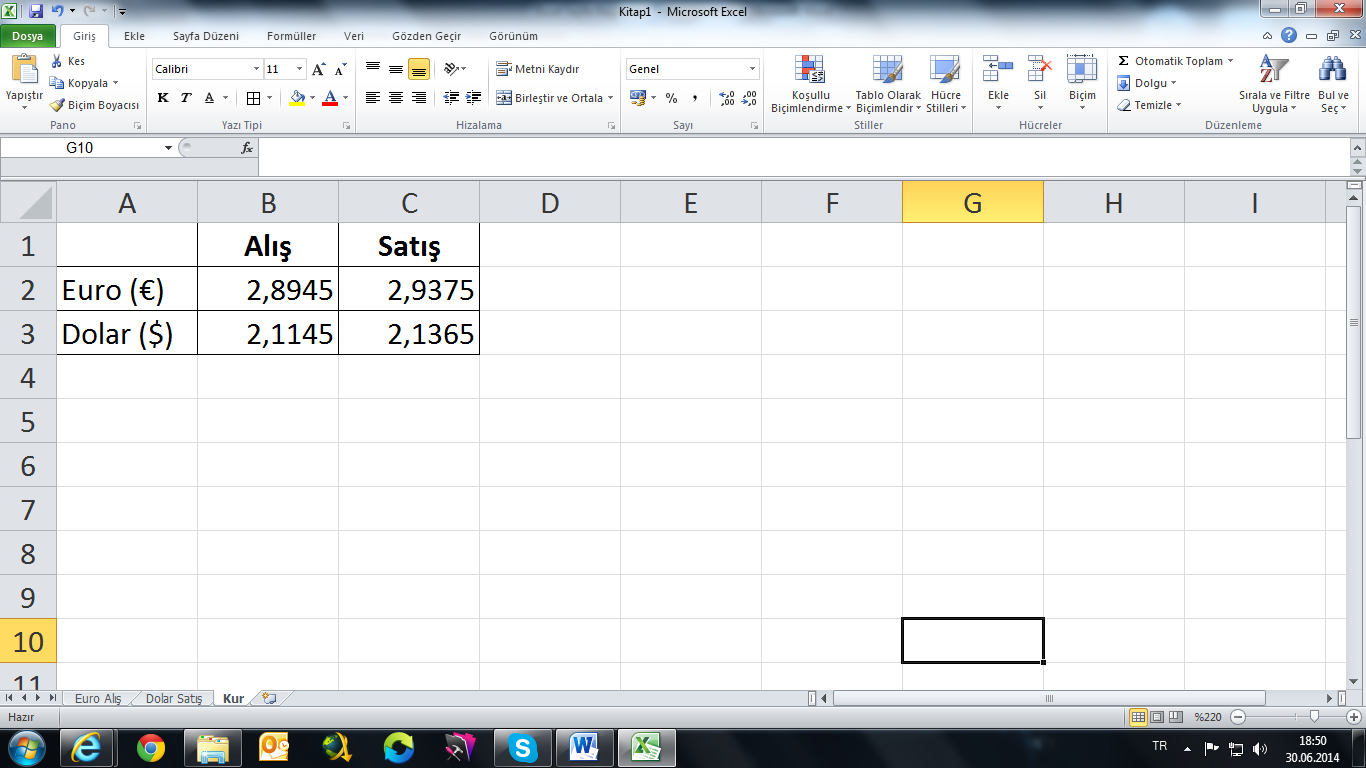 Kitap1 - Microsoft Excel
Dosya Giriş Ekle Sayfa Düzeni Formüller Veri Gözden Geçir Görünüm
Yapıştır
Kes
Kopyala
Biçim Boyacısı
Pano
Calibri 11
K T A
Yazı Tipi
Metni Kaydır
Birleştir ve Ortala
Hizalama
Genel
%
Sayı
Koşullu Biçimlendirme
Tablo Olarak Biçimlendir
Hücre Stilleri
Stiller
Ekle
Sil
Biçim
Hücreler
Σ Otomatik Toplam
Dolgu
Temizle
Sırala ve Filtre Uygula
Bul ve Seç
Düzenleme
G10 fx
A B C D E F G H I
1 Alış Satış
2 Euro (€) 2,8945 2,9375
3 Dolar ($) 2,1145 2,1365
4
5
6
7
8
9
10
11
Euro Alış Dolar Satış Kur
Hazır %220
TR 18:50
30.06.2014